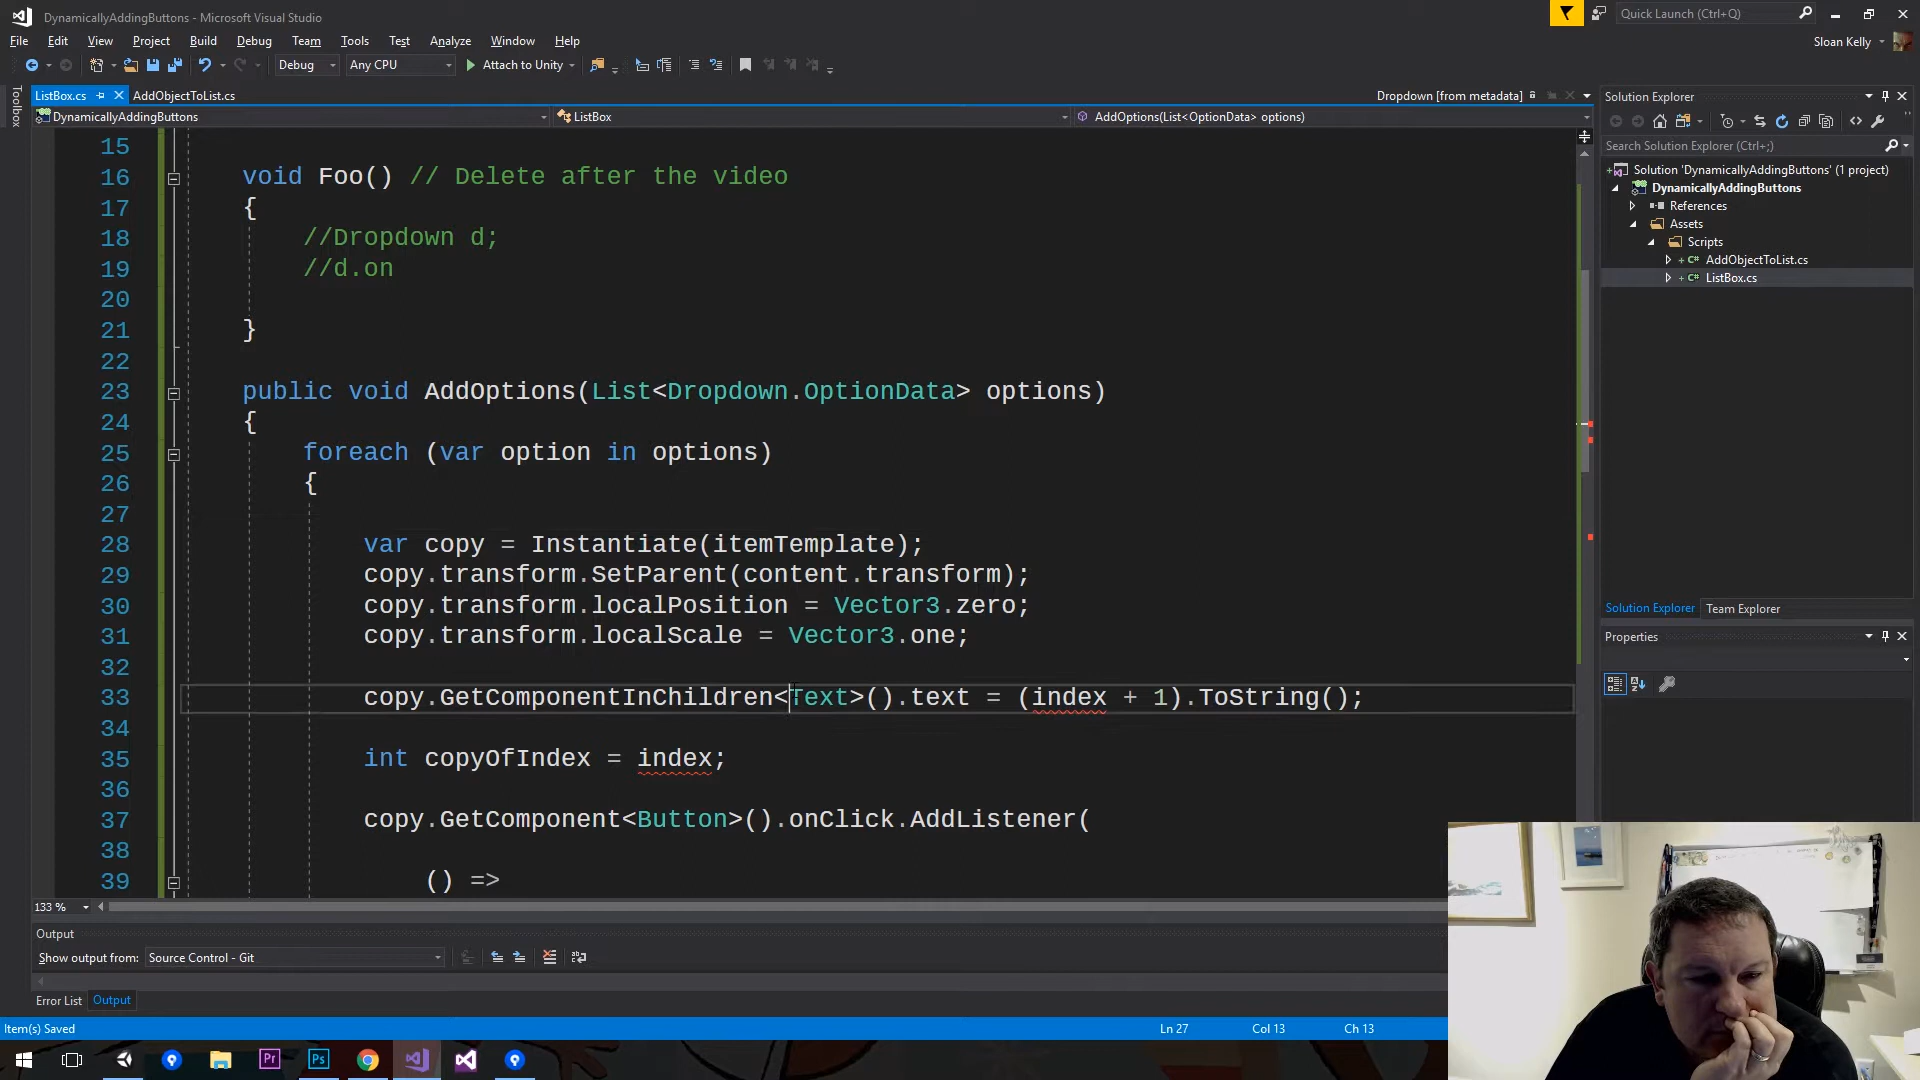 DynamicallyAddingButtons - Microsoft Visual Studio
Quick Launch (Ctrl+Q)
File Edit View Project Build Debug Team Tools Test Analyze Window Help
Sloan Kelly
Debug Any CPU Attach to Unity
Toolbox
ListBox.cs AddObjectToList.cs Dropdown [from metadata]
DynamicallyAddingButtons ListBox AddOptions(List<OptionData> options)
15
16 void Foo() // Delete after the video
17 {
18 //Dropdown d;
19 //d.on
20
21 }
22
23 public void AddOptions(List<Dropdown.OptionData> options)
24 {
25 foreach (var option in options)
26 {
27
28 var copy = Instantiate(itemTemplate);
29 copy.transform.SetParent(content.transform);
30 copy.transform.localPosition = Vector3.zero;
31 copy.transform.localScale = Vector3.one;
32
33 copy.GetComponentInChildren<Text>().text = (index + 1).ToString();
34
35 int copyOfIndex = index;
36
37 copy.GetComponent<Button>().onClick.AddListener(
38
39 () =>
133 %
Output
Show output from: Source Control - Git
Error List Output
Item(s) Saved Ln 27 Col 13 Ch 13
Solution Explorer
Search Solution Explorer (Ctrl+;)
Solution 'DynamicallyAddingButtons' (1 project)
DynamicallyAddingButtons
References
Assets
Scripts
AddObjectToList.cs
ListBox.cs
Solution Explorer Team Explorer
Properties
Pr Ps